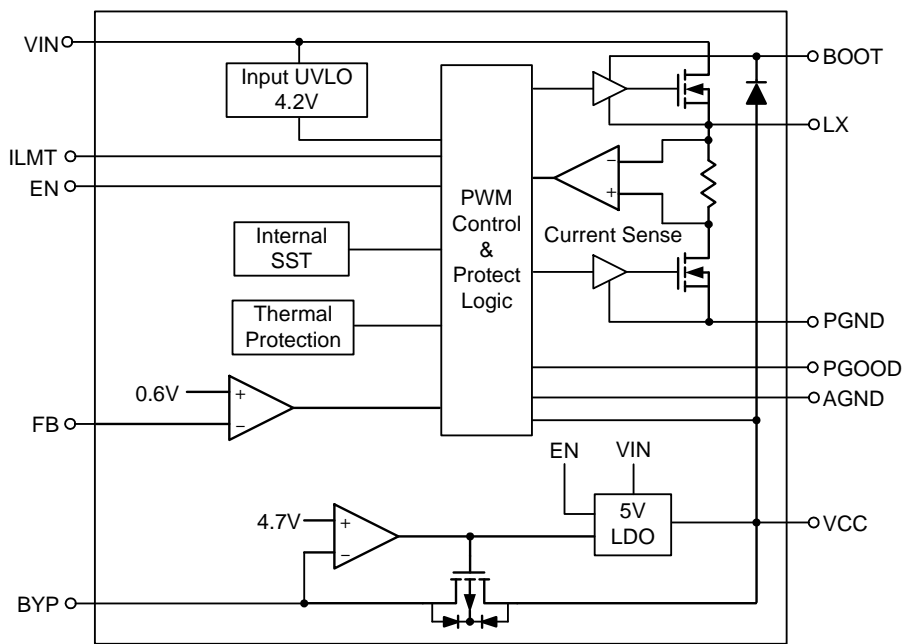 VIN
BOOT
Input UVLO
4.2V
LX
ILMT
EN
PWM
Control
&
Protect
Logic
−
+
Current Sense
Internal
SST
Thermal
Protection
PGND
PGOOD
AGND
0.6V
+
−
FB
EN
VIN
5V
LDO
VCC
4.7V
+
−
BYP